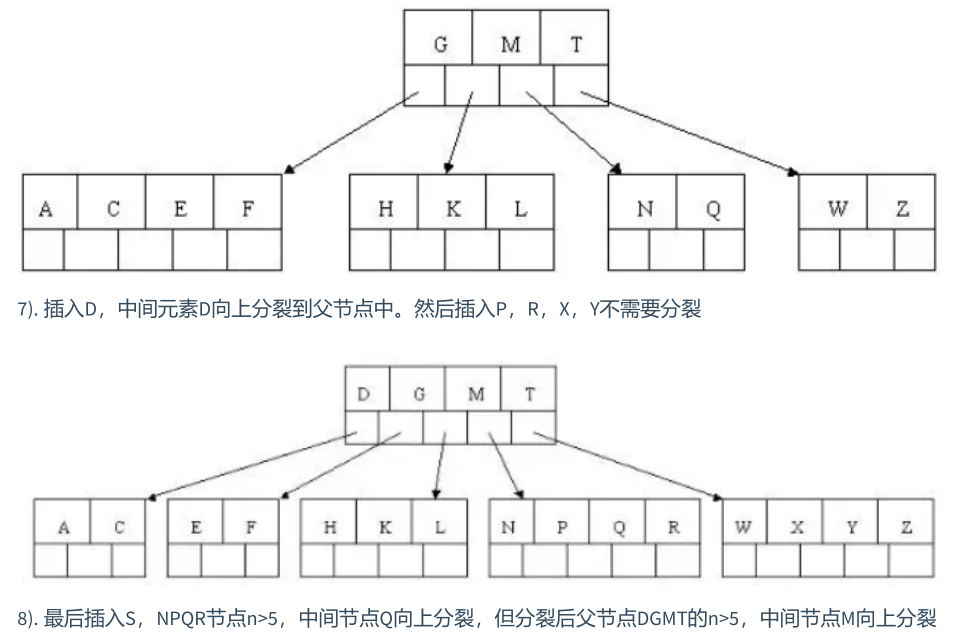 G M T
A C E F H K L N Q W Z
7). 插入D，中间元素D向上分裂到父节点中。然后插入P，R，X，Y不需要分裂
D G M T
A C E F H K L N P Q R W X Y Z
8). 最后插入S，NPQR节点n>5，中间节点Q向上分裂，但分裂后父节点DGMT的n>5，中间节点M向上分裂